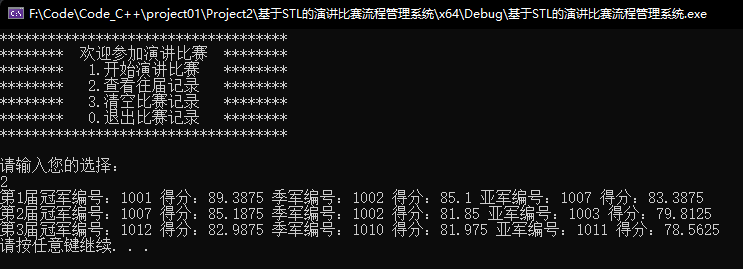 F:\Code\Code_C++\project01\Project2\基于STL的演讲比赛流程管理系统\x64\Debug\基于STL的演讲比赛流程管理系统.exe
************************************
******** 欢迎参加演讲比赛 ********
******** 1.开始演讲比赛 ********
******** 2.查看往届记录 ********
******** 3.清空比赛记录 ********
******** 0.退出比赛记录 ********
************************************
请输入您的选择：
2
第1届冠军编号：1001 得分：89.3875 季军编号：1002 得分：85.1 亚军编号：1007 得分：83.3875
第2届冠军编号：1007 得分：85.1875 季军编号：1002 得分：81.85 亚军编号：1003 得分：79.8125
第3届冠军编号：1012 得分：82.9875 季军编号：1010 得分：81.975 亚军编号：1011 得分：78.5625
请按任意键继续. . .